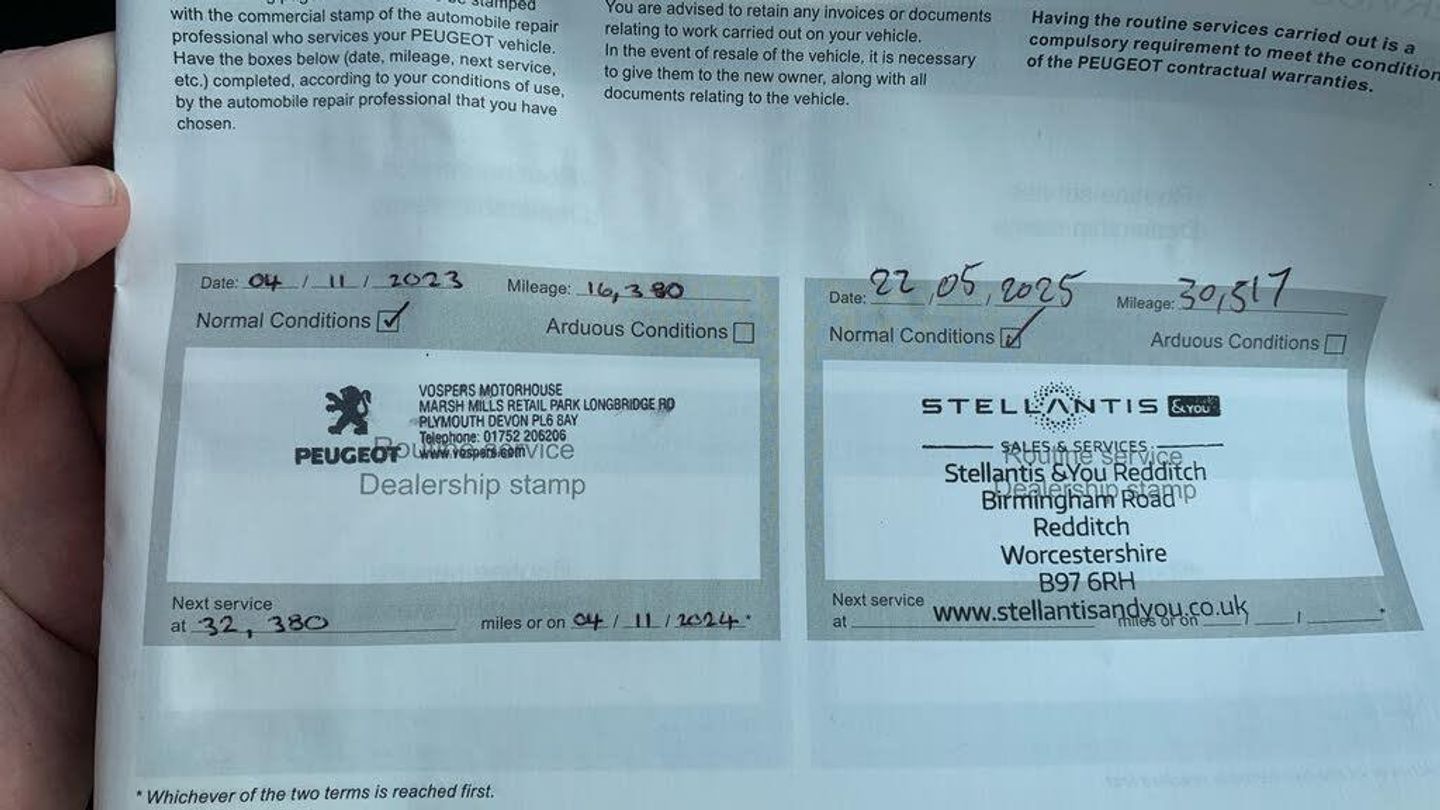 stamped
with the commercial stamp of the automobile repair
professional who services your PEUGEOT vehicle.
Have the boxes below (date, mileage, next service,
etc.) completed, according to your conditions of use,
by the automobile repair professional that you have
chosen.
You are advised to retain any invoices or documents
relating to work carried out on your vehicle.
In the event of resale of the vehicle, it is necessary
to give them to the new owner, along with all
documents relating to the vehicle.
Having the routine services carried out is a
compulsory requirement to meet the condition
of the PEUGEOT contractual warranties.
Date: 04 / 11 / 2023 Mileage: 16,380
Normal Conditions Arduous Conditions
VOSPERS MOTORHOUSE
MARSH MILLS RETAIL PARK LONGBRIDGE RD
PLYMOUTH DEVON PL6 8AY
Telephone: 01752 206206
www.vospers.com
PEUGEOT
Routine service
Dealership stamp
Next service
at 32,380 miles or on 04 / 11 / 2024 *
Date: 22, 05, 2025 Mileage: 30,517
Normal Conditions Arduous Conditions
STELLANTIS &YOU
SALES & SERVICES
Routine service
Stellantis &You Redditch
Dealership stamp
Birmingham Road
Redditch
Worcestershire
B97 6RH
www.stellantisandyou.co.uk
Next service
at miles or on / / *
* Whichever of the two terms is reached first.